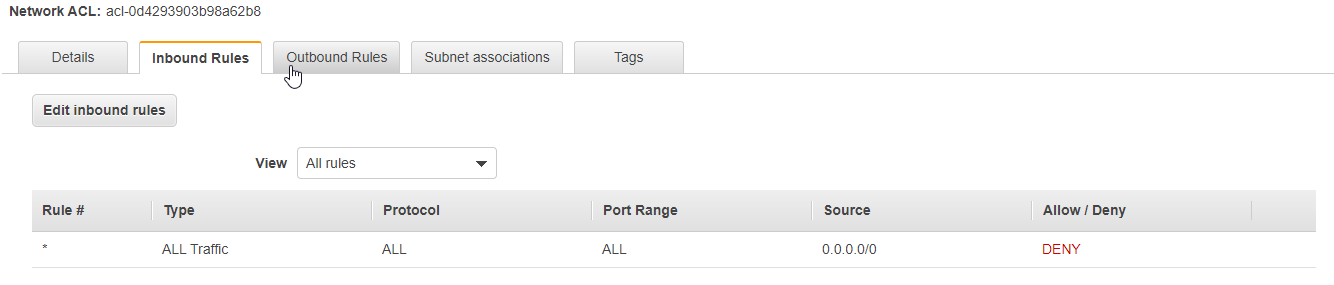 Network ACL: acl-0d4293903b98a62b8
Details Inbound Rules Outbound Rules Subnet associations Tags
Edit inbound rules
View All rules
Rule # Type Protocol Port Range Source Allow / Deny
* ALL Traffic ALL ALL 0.0.0.0/0 DENY